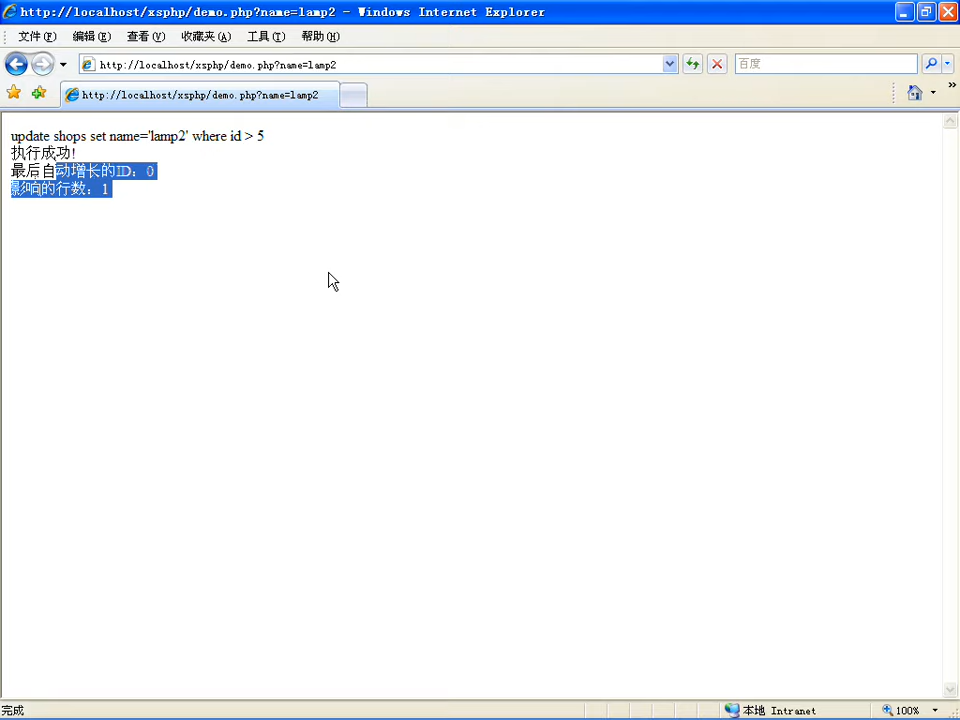 http://localhost/xsphp/demo.php?name=lamp2 - Windows Internet Explorer
文件(F) 编辑(E) 查看(V) 收藏夹(A) 工具(T) 帮助(H)
http://localhost/xsphp/demo.php?name=lamp2 百度
http://localhost/xsphp/demo.php?name=lamp2
update shops set name='lamp2' where id > 5
执行成功!
最后自动增长的ID：0
影响的行数：1
完成 本地 Intranet 100%